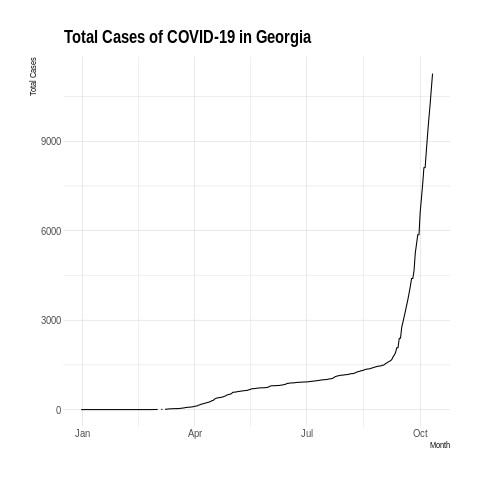 Total Cases of COVID-19 in Georgia
Total Cases
9000
6000
3000
0
Jan Apr Jul Oct
Month